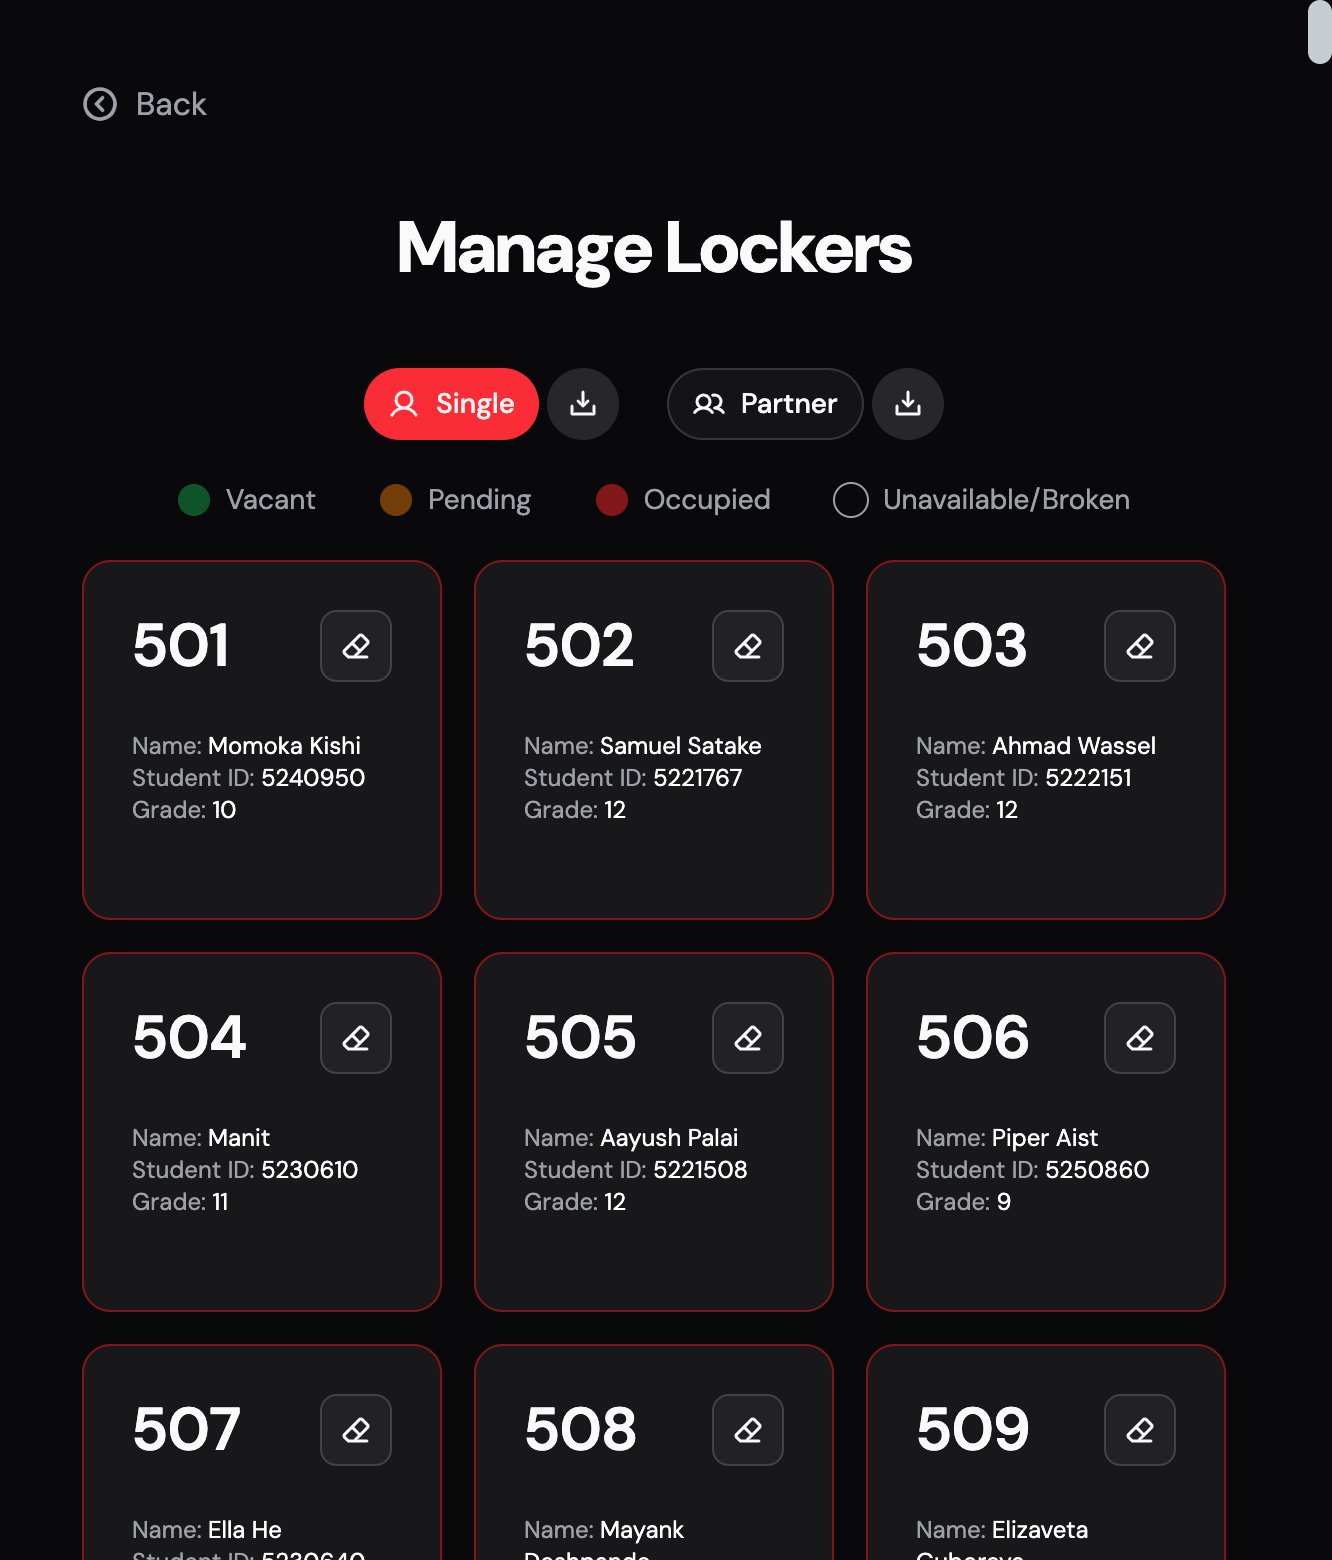 Back
Manage Lockers
Single
Partner
Vacant
Pending
Occupied
Unavailable/Broken
501
Name: Momoka Kishi
Student ID: 5240950
Grade: 10
502
Name: Samuel Satake
Student ID: 5221767
Grade: 12
503
Name: Ahmad Wassel
Student ID: 5222151
Grade: 12
504
Name: Manit
Student ID: 5230610
Grade: 11
505
Name: Aayush Palai
Student ID: 5221508
Grade: 12
506
Name: Piper Aist
Student ID: 5250860
Grade: 9
507
Name: Ella He
Student ID: 5230640
508
Name: Mayank
509
Name: Elizaveta